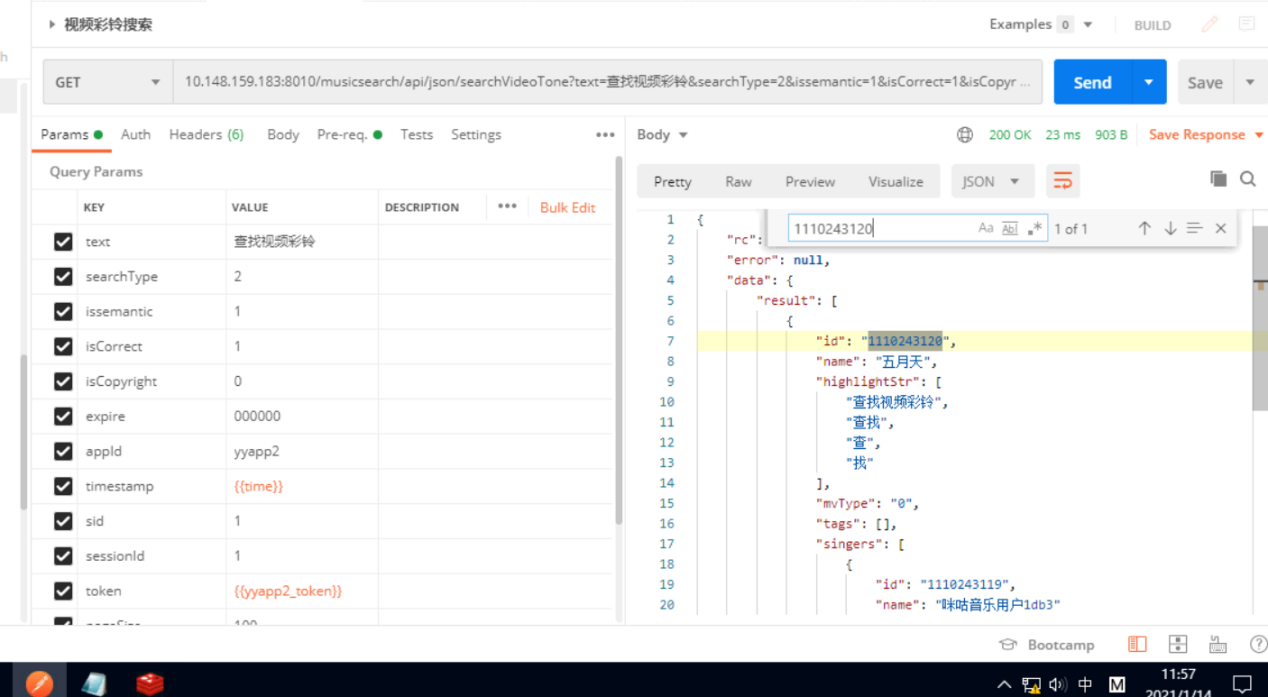 视频彩铃搜索
Examples 0
BUILD
h
GET
10.148.159.183:8010/musicsearch/api/json/searchVideoTone?text=查找视频彩铃&searchType=2&issemantic=1&isCorrect=1&isCopyr ...
Send
Save
Params
Auth
Headers (6)
Body
Pre-req.
Tests
Settings
Body
200 OK
23 ms
903 B
Save Response
Query Params
KEY
VALUE
DESCRIPTION
Bulk Edit
text 查找视频彩铃
searchType 2
issemantic 1
isCorrect 1
isCopyright 0
expire 000000
appId yyapp2
timestamp {{time}}
sid 1
sessionId 1
token {{yyapp2_token}}
pageSize 100
Pretty
Raw
Preview
Visualize
JSON
1110243120
Aa
Abl
.*
1 of 1
1 {
2 "rc":
3 "error": null,
4 "data": {
5 "result": [
6 {
7 "id": "1110243120",
8 "name": "五月天",
9 "highlightStr": [
10 "查找视频彩铃",
11 "查找",
12 "查",
13 "找"
14 ],
15 "mvType": "0",
16 "tags": [],
17 "singers": [
18 {
19 "id": "1110243119",
20 "name": "咪咕音乐用户1db3"
Bootcamp
中
M
11:57
2021/1/14